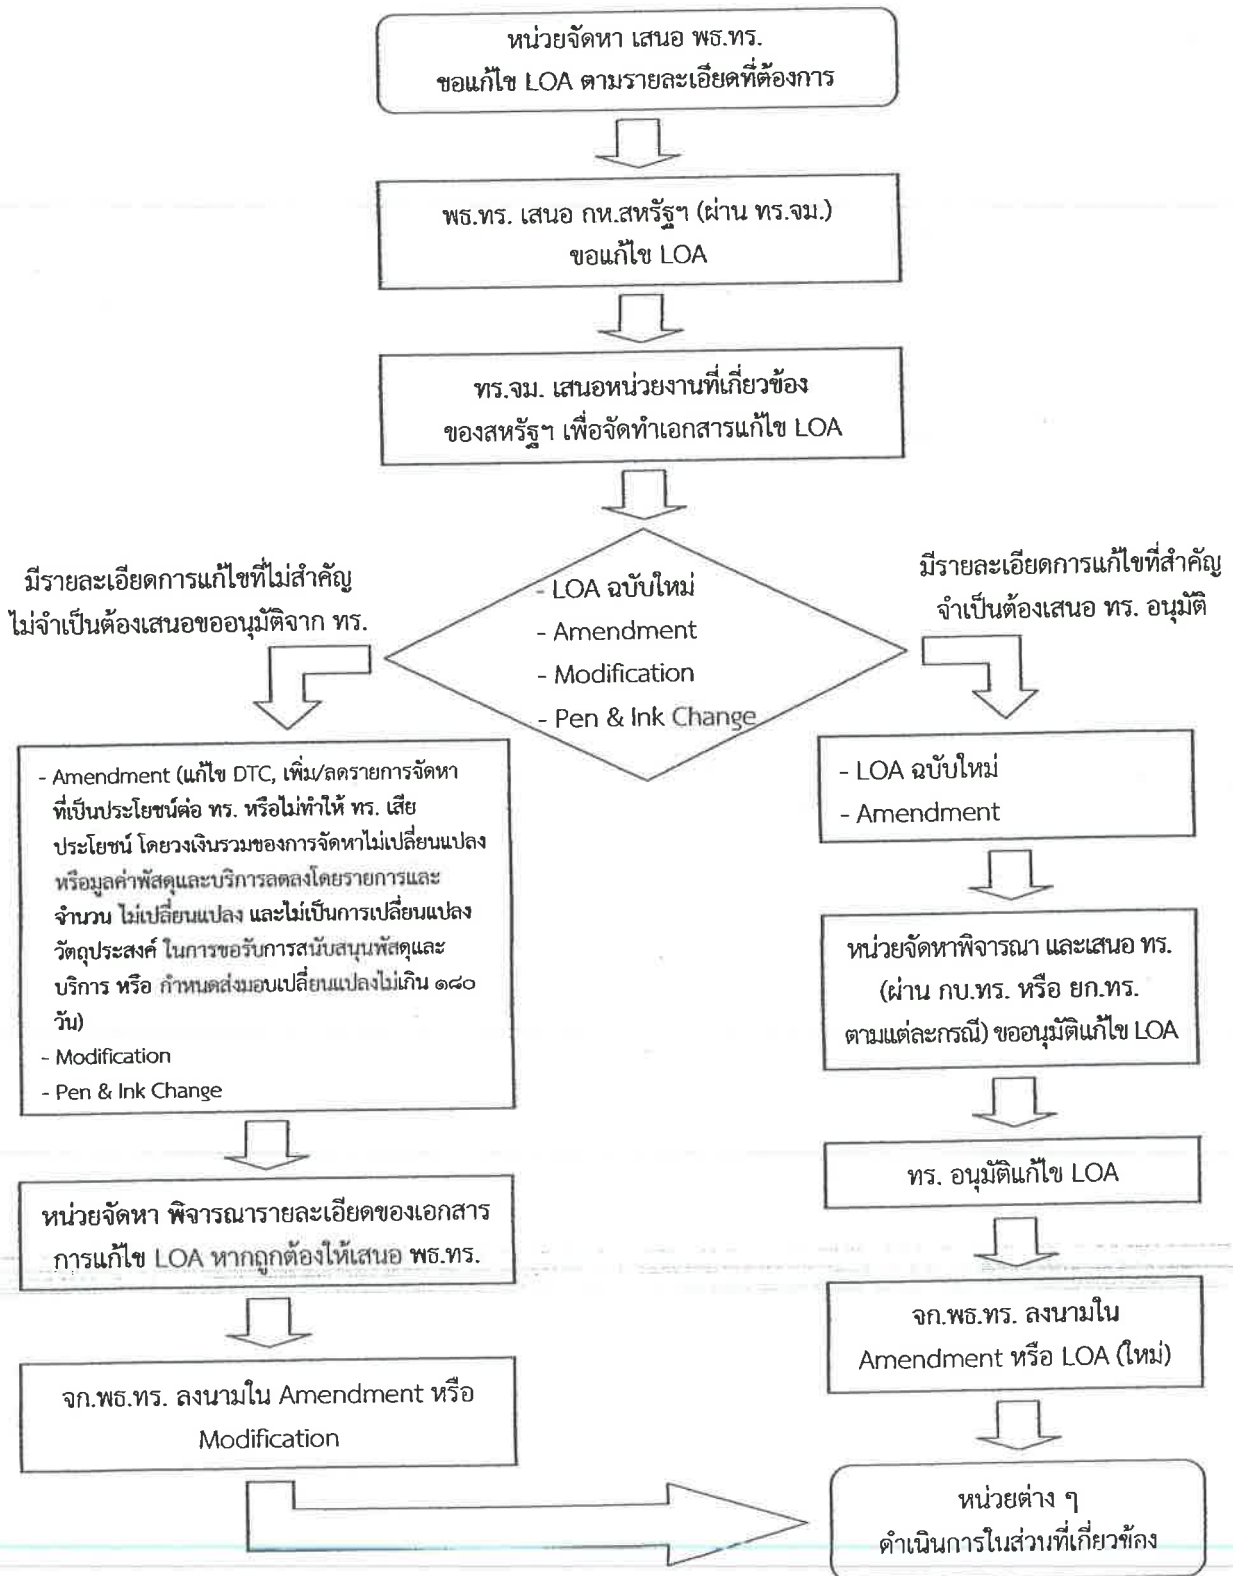 หน่วยจัดหา เสนอ พธ.ทร.
ขอแก้ไข LOA ตามรายละเอียดที่ต้องการ
พธ.ทร. เสนอ กห.สหรัฐฯ (ผ่าน ทร.จม.)
ขอแก้ไข LOA
ทร.จม. เสนอหน่วยงานที่เกี่ยวข้อง
ของสหรัฐฯ เพื่อจัดทำเอกสารแก้ไข LOA
- LOA ฉบับใหม่
- Amendment
- Modification
- Pen & Ink Change
มีรายละเอียดการแก้ไขที่ไม่สำคัญ
ไม่จำเป็นต้องเสนอขออนุมัติจาก ทร.
- Amendment (แก้ไข DTC, เพิ่ม/ลดรายการจัดหา
ที่เป็นประโยชน์ต่อ ทร. หรือไม่ทำให้ ทร. เสีย
ประโยชน์ โดยวงเงินรวมของการจัดหาไม่เปลี่ยนแปลง
หรือมูลค่าพัสดุและบริการลดลงโดยรายการและ
จำนวน ไม่เปลี่ยนแปลง และไม่เป็นการเปลี่ยนแปลง
วัตถุประสงค์ ในการขอรับการสนับสนุนพัสดุและ
บริการ หรือ กำหนดส่งมอบเปลี่ยนแปลงไม่เกิน ๑๘๐
วัน)
- Modification
- Pen & Ink Change
หน่วยจัดหา พิจารณารายละเอียดของเอกสาร
การแก้ไข LOA หากถูกต้องให้เสนอ พธ.ทร.
จก.พธ.ทร. ลงนามใน Amendment หรือ
Modification
มีรายละเอียดการแก้ไขที่สำคัญ
จำเป็นต้องเสนอ ทร. อนุมัติ
- LOA ฉบับใหม่
- Amendment
หน่วยจัดหาพิจารณา และเสนอ ทร.
(ผ่าน กบ.ทร. หรือ ยก.ทร.
ตามแต่ละกรณี) ขออนุมัติแก้ไข LOA
ทร. อนุมัติแก้ไข LOA
จก.พธ.ทร. ลงนามใน
Amendment หรือ LOA (ใหม่)
หน่วยต่าง ๆ
ดำเนินการในส่วนที่เกี่ยวข้อง